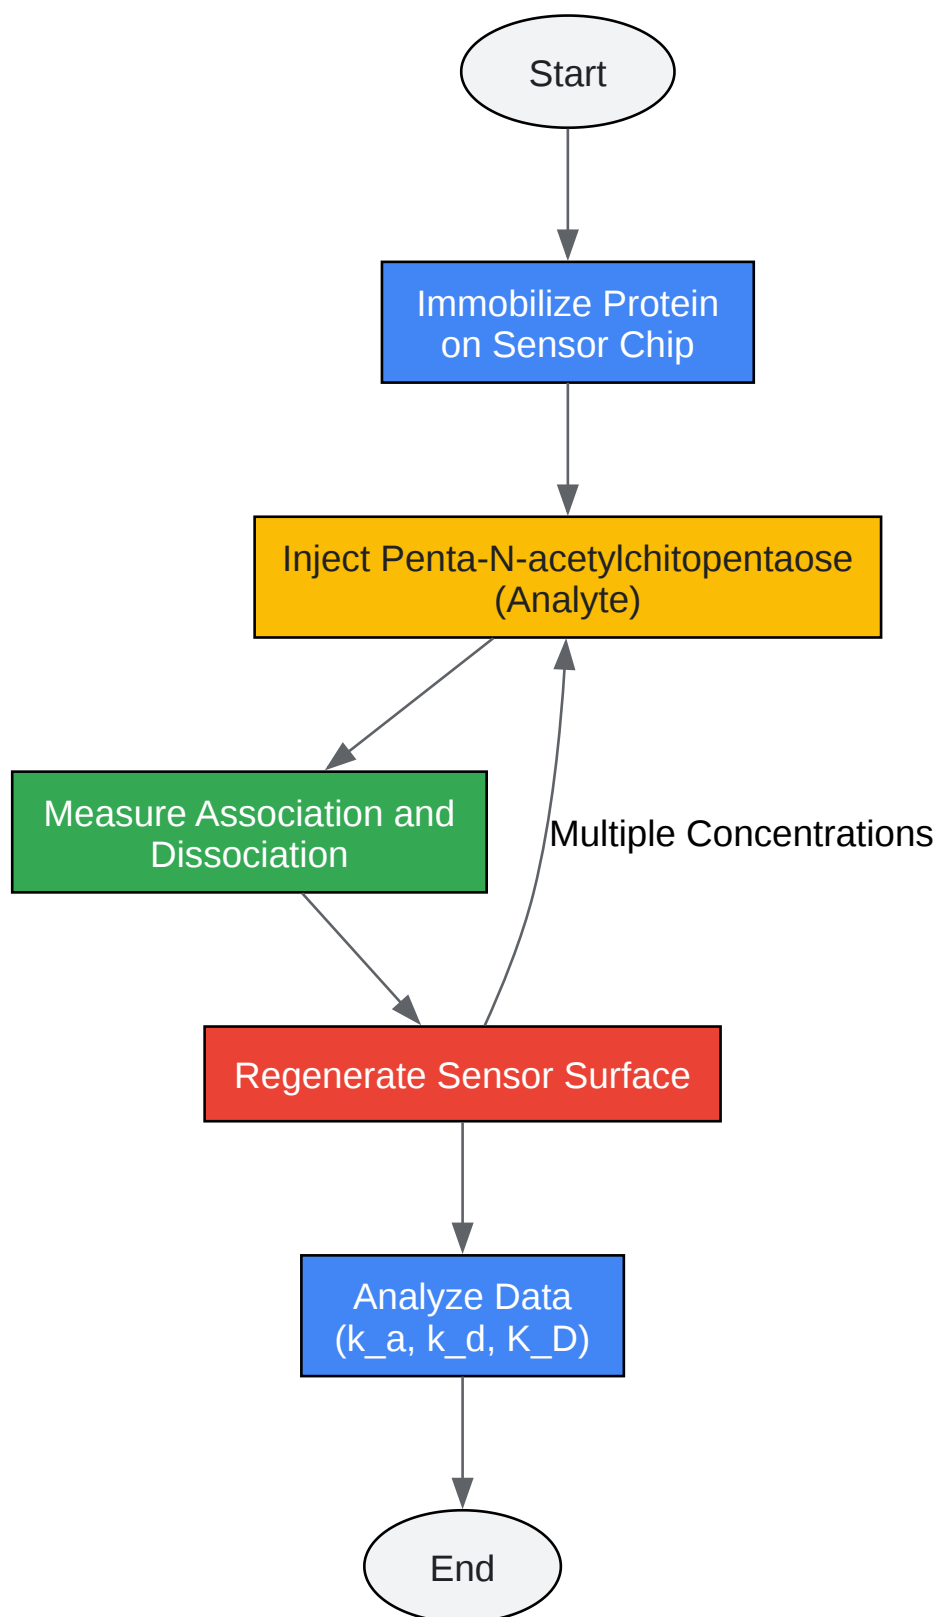 Start
Immobilize Protein
on Sensor Chip
Inject Penta-N-acetylchitopentaose
(Analyte)
Measure Association and
Dissociation
Multiple Concentrations
Regenerate Sensor Surface
Analyze Data
(k_a, k_d, K_D)
End